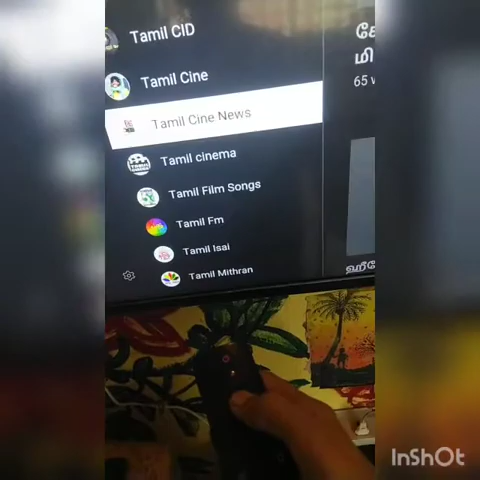 Tamil CID
Tamil Cine
Tamil Cine News
Tamil cinema
Tamil Film Songs
Tamil Fm
Tamil Isai
Tamil Mithran
மி
65
InShOt